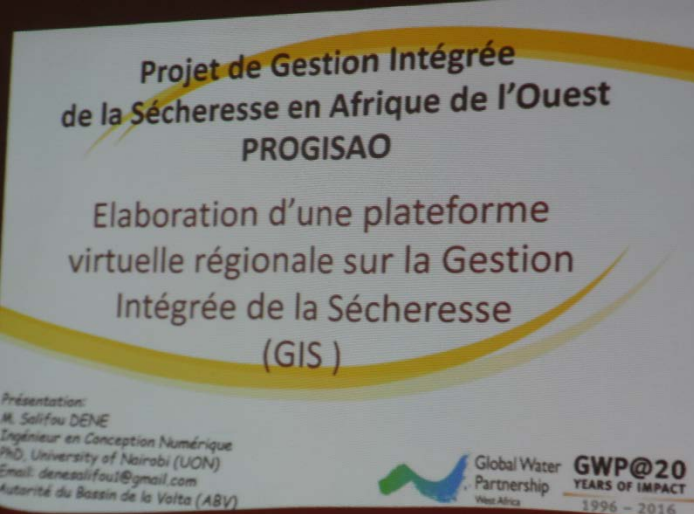 Projet de Gestion Intégrée
de la Sécheresse en Afrique de l'Ouest
PROGISAO
Elaboration d'une plateforme
virtuelle régionale sur la Gestion
Intégrée de la Sécheresse
(GIS )
Présentation:
M. Salifou DENE
Ingénieur en Conception Numérique
PhD, University of Nairobi (UON)
Email: denesalifou1@gmail.com
Autorité du Bassin de la Volta (ABV)
Global Water
Partnership
West Africa
GWP@20
YEARS OF IMPACT
1996 – 2016